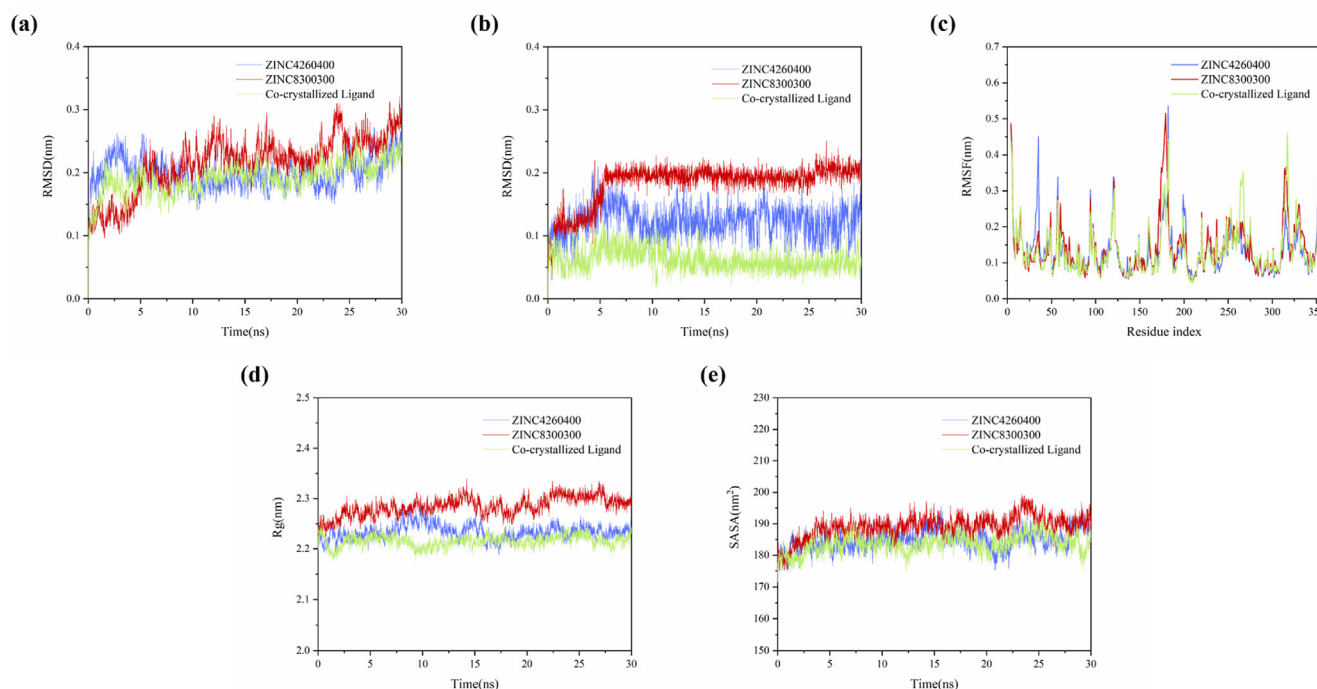 (a)
0.4
0.3
0.2
0.1
0.0
RMSD(nm)
ZINC4260400
ZINC8300300
Co-crystallized Ligand
0 5 10 15 20 25 30
Time(ns)
(b)
0.4
0.3
0.2
0.1
0.0
RMSD(nm)
ZINC4260400
ZINC8300300
Co-crystallized Ligand
0 5 10 15 20 25 30
Time(ns)
(c)
0.7
0.6
0.5
0.4
0.3
0.2
0.1
0.0
RMSF(nm)
ZINC4260400
ZINC8300300
Co-crystallized Ligand
0 50 100 150 200 250 300
Residue index
(d)
2.5
2.4
2.3
2.2
2.1
2.0
Rg(nm)
ZINC4260400
ZINC8300300
Co-crystallized Ligand
0 5 10 15 20 25 30
Time(ns)
(e)
230
220
210
200
190
180
170
160
150
SASA(nm²)
ZINC4260400
ZINC8300300
Co-crystallized Ligand
0 5 10 15 20 25 30
Time(ns)